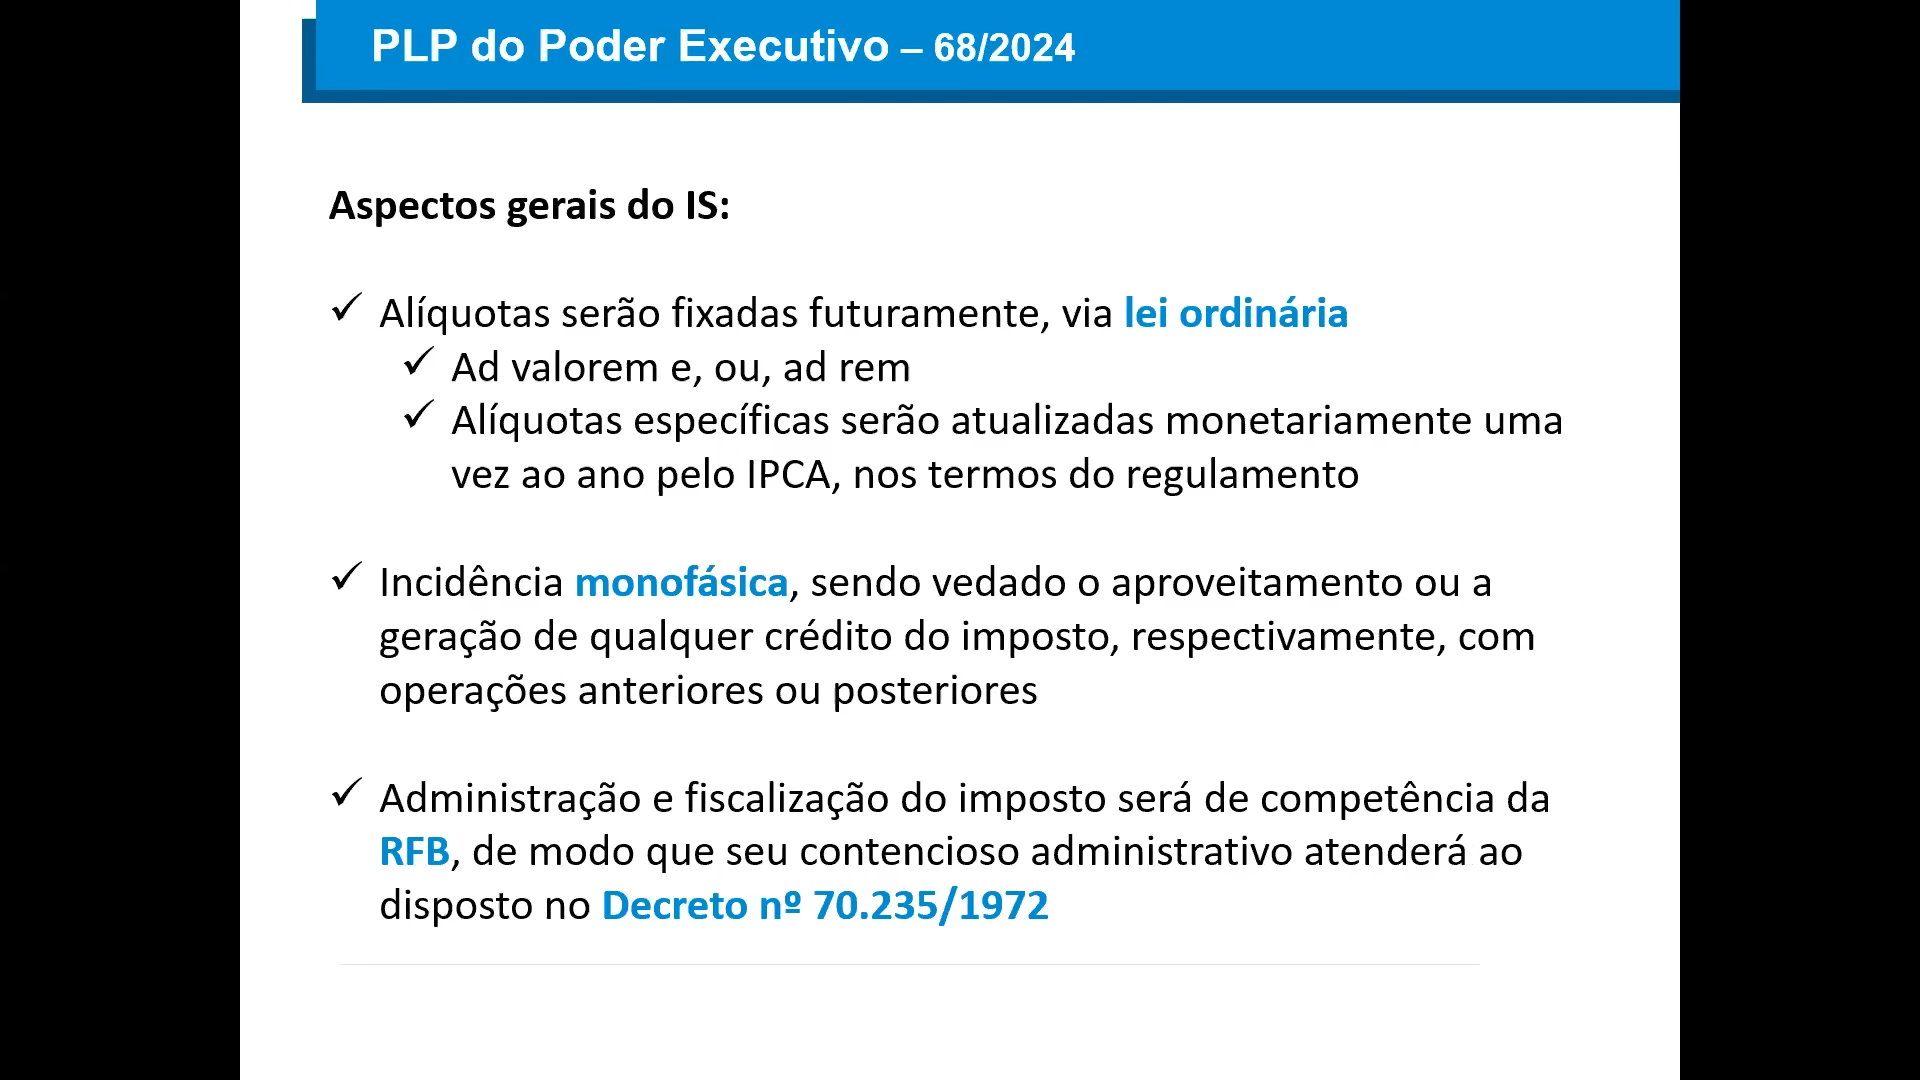 PLP do Poder Executivo – 68/2024
Aspectos gerais do IS:
✓ Alíquotas serão fixadas futuramente, via lei ordinária
✓ Ad valorem e, ou, ad rem
✓ Alíquotas específicas serão atualizadas monetariamente uma
vez ao ano pelo IPCA, nos termos do regulamento
✓ Incidência monofásica, sendo vedado o aproveitamento ou a
geração de qualquer crédito do imposto, respectivamente, com
operações anteriores ou posteriores
✓ Administração e fiscalização do imposto será de competência da
RFB, de modo que seu contencioso administrativo atenderá ao
disposto no Decreto nº 70.235/1972